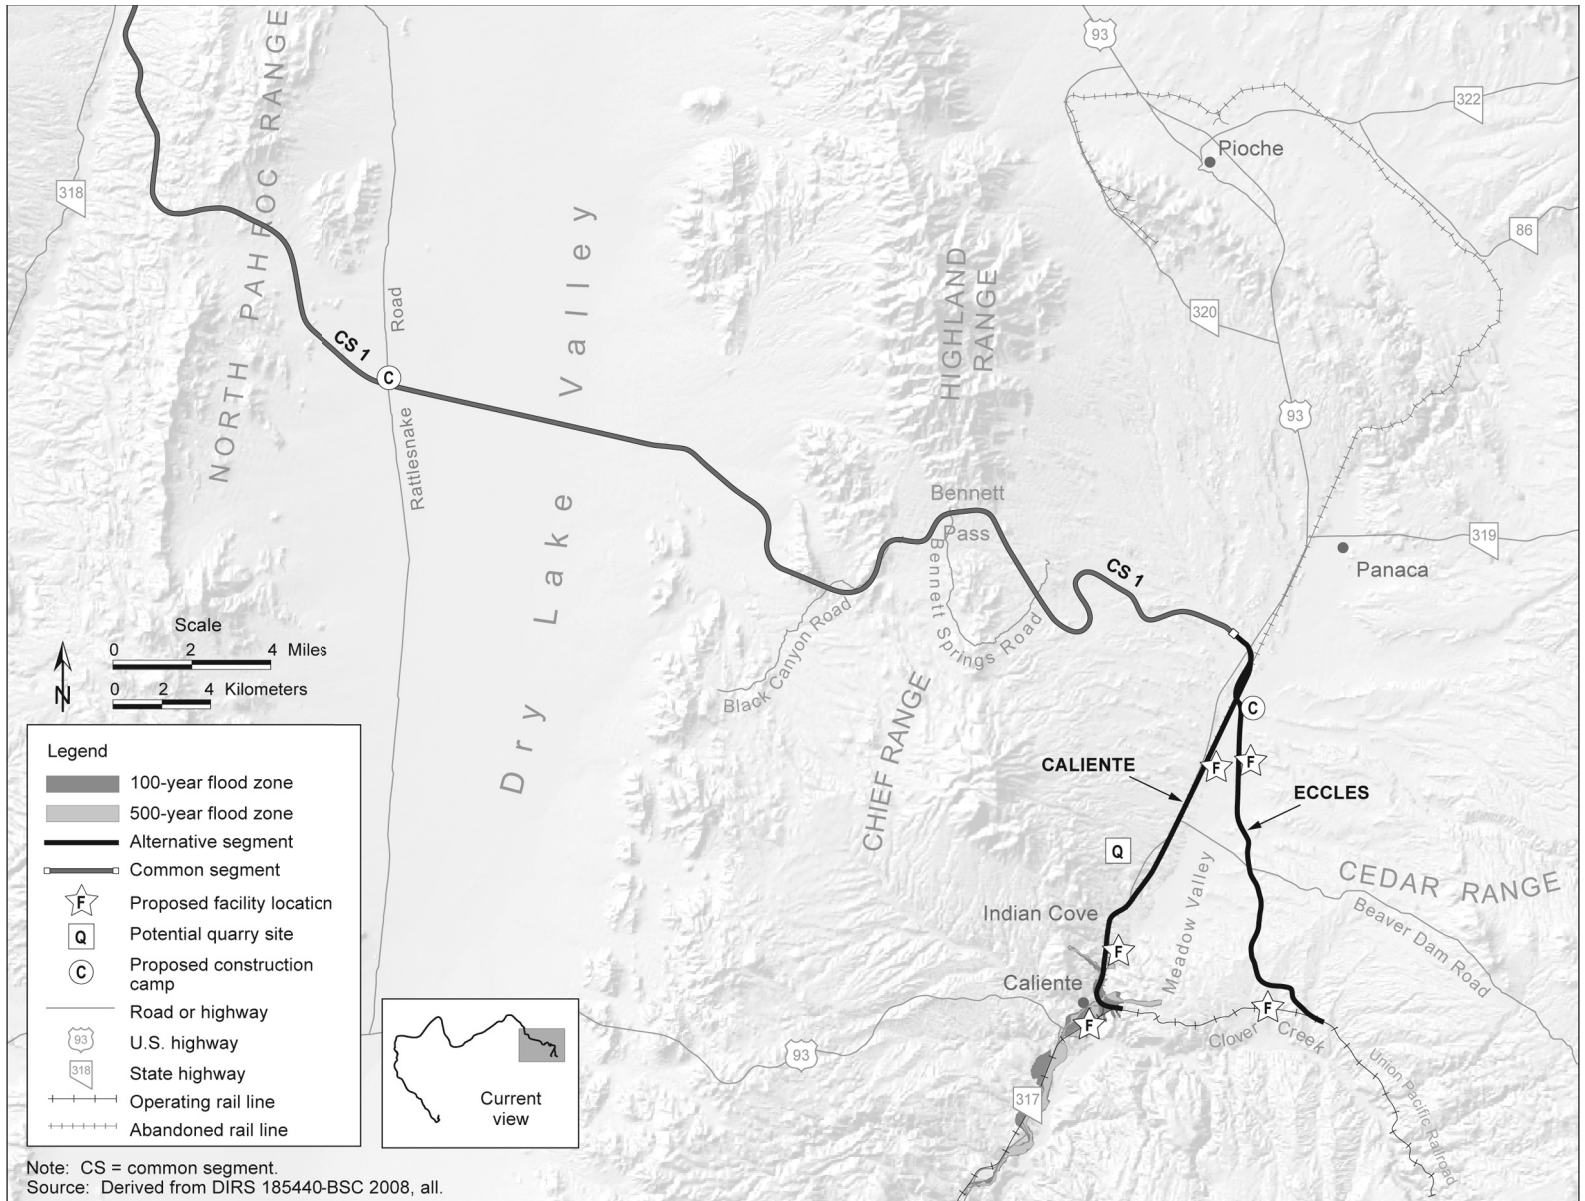 93
322
Pioche
318
NORTH PAHROC RANGE
Dry Lake Valley
86
HIGHLAND
RANGE
320
Road
CS 1
C
Rattlesnake
93
Bennett
Pass
319
Panaca
CS 1
Bennett Springs Road
Black Canyon Road
Scale
0 2 4 Miles
0 2 4 Kilometers
N
CHIEF RANGE
C
CALIENTE
F
F
ECCLES
Q
Meadow Valley
CEDAR RANGE
Beaver Dam Road
Indian Cove
F
Caliente
F
F
Clover Creek
Union Pacific Railroad
93
317
Legend
100-year flood zone
500-year flood zone
Alternative segment
Common segment
F Proposed facility location
Q Potential quarry site
C Proposed construction
camp
Road or highway
93 U.S. highway
318 State highway
Operating rail line
Abandoned rail line
Current
view
Note: CS = common segment.
Source: Derived from DIRS 185440-BSC 2008, all.